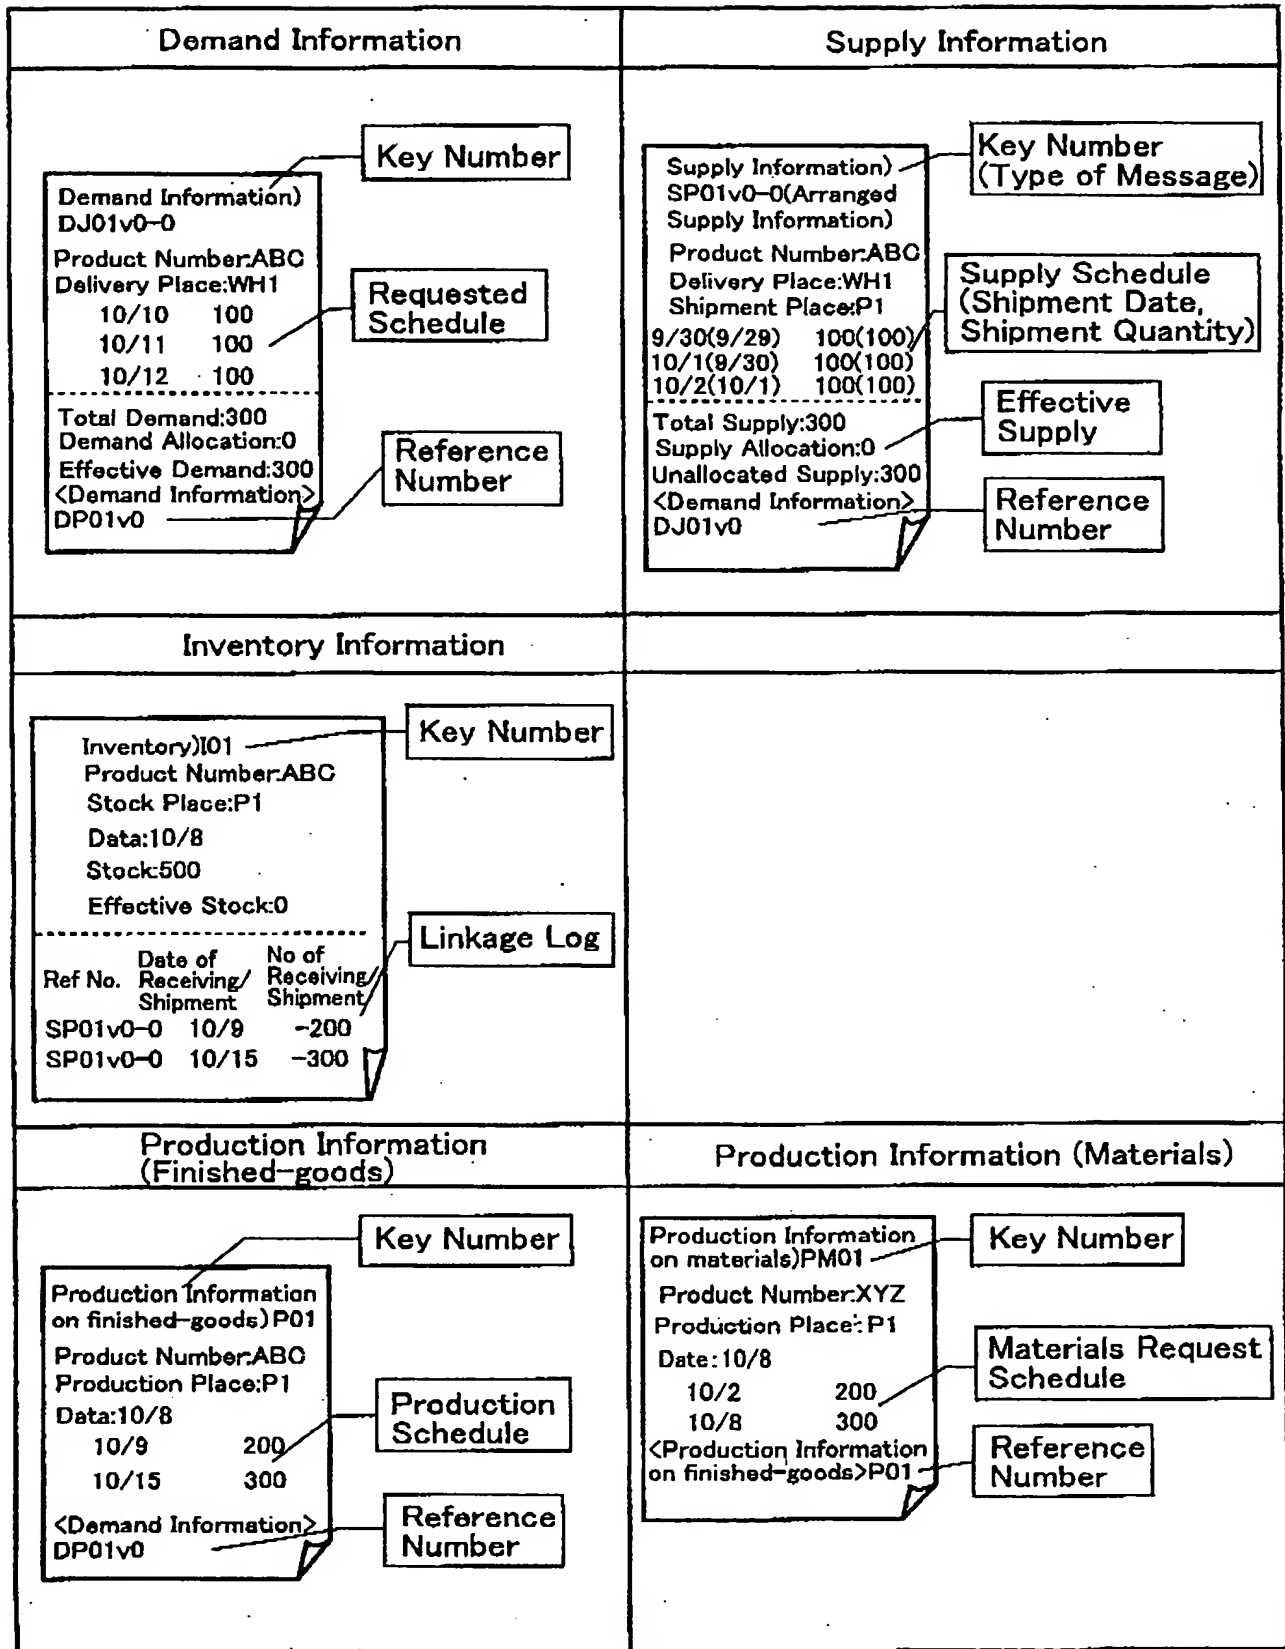 Demand Information
Supply Information
Key Number
Demand Information)
DJ01v0-0
Product Number:ABC
Delivery Place:WH1
10/10 100
10/11 100
10/12 100
Requested
Schedule
Total Demand:300
Demand Allocation:0
Effective Demand:300
<Demand Information>
DP01v0
Reference
Number
Key Number
(Type of Message)
Supply Information)
SP01v0-0(Arranged
Supply Information)
Product Number:ABC
Delivery Place:WH1
Shipment Place:P1
9/30(9/29) 100(100)
10/1(9/30) 100(100)
10/2(10/1) 100(100)
Supply Schedule
(Shipment Date,
Shipment Quantity)
Total Supply:300
Supply Allocation:0
Unallocated Supply:300
<Demand Information>
DJ01v0
Effective
Supply
Reference
Number
Inventory Information
Key Number
Inventory)I01
Product Number:ABC
Stock Place:P1
Data:10/8
Stock:500
Effective Stock:0
Linkage Log
Ref No. Date of Receiving/ Shipment No of Receiving/ Shipment
SP01v0-0 10/9 -200
SP01v0-0 10/15 -300
Production Information
(Finished-goods)
Production Information (Materials)
Key Number
Production Information
on finished-goods) P01
Product Number:ABC
Production Place:P1
Data:10/8
10/9 200
10/15 300
Production
Schedule
<Demand Information>
DP01v0
Reference
Number
Production Information
on materials)PM01
Key Number
Product Number:XYZ
Production Place: P1
Date: 10/8
10/2 200
10/8 300
Materials Request
Schedule
<Production Information
on finished-goods>P01
Reference
Number